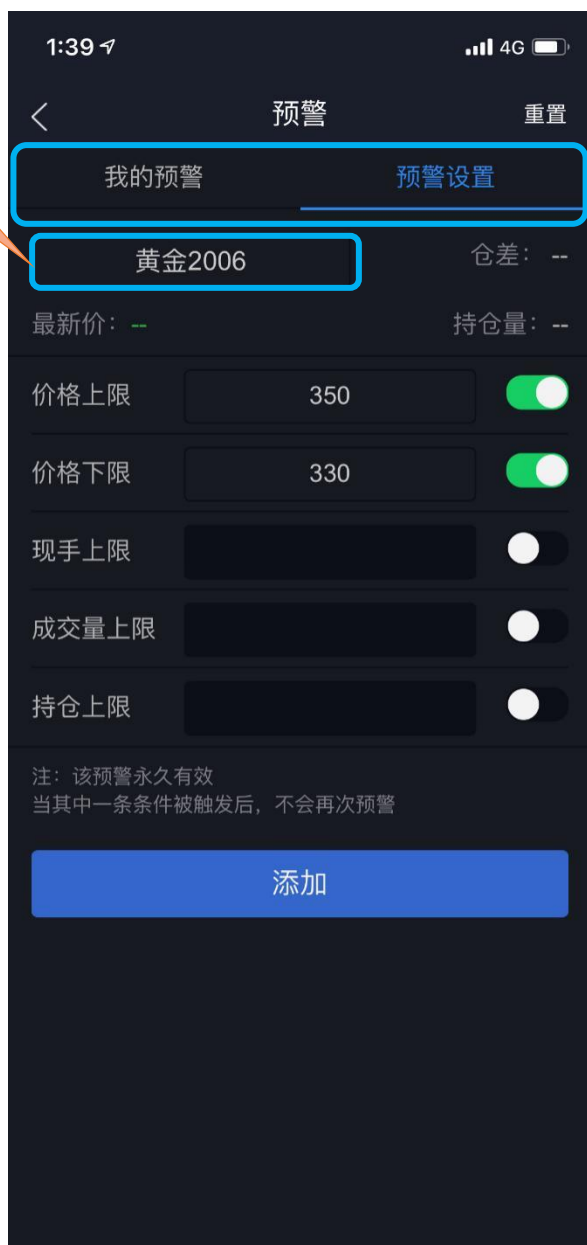 1:39 4G
预警 重置
我的预警 预警设置
黄金2006 仓差: --
最新价: -- 持仓量: --
价格上限 350
价格下限 330
现手上限
成交量上限
持仓上限
注: 该预警永久有效
当其中一条条件被触发后, 不会再次预警
添加